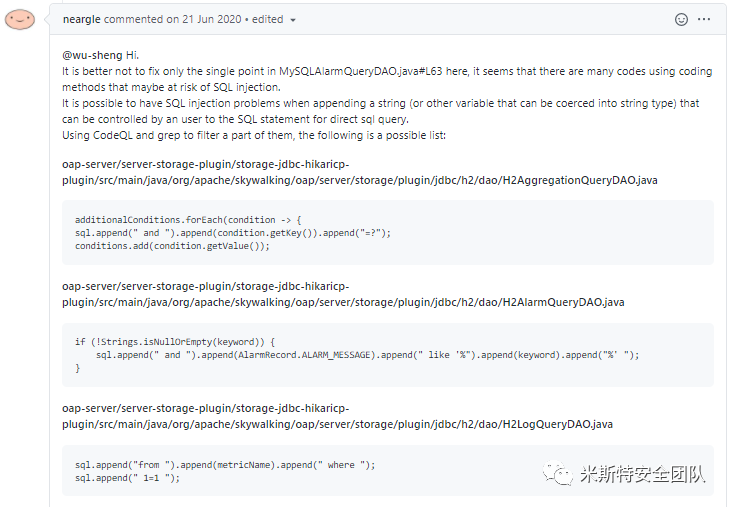 neargle commented on 21 Jun 2020 • edited
@wu-sheng Hi.
It is better not to fix only the single point in MySQLAlarmQueryDAO.java#L63 here, it seems that there are many codes using coding
methods that maybe at risk of SQL injection.
It is possible to have SQL injection problems when appending a string (or other variable that can be coerced into string type) that
can be controlled by an user to the SQL statement for direct sql query.
Using CodeQL and grep to filter a part of them, the following is a possible list:
oap-server/server-storage-plugin/storage-jdbc-hikaricp-
plugin/src/main/java/org/apache/skywalking/oap/server/storage/plugin/jdbc/h2/dao/H2AggregationQueryDAO.java
additionalConditions.forEach(condition -> {
sql.append(" and ").append(condition.getKey()).append("=?");
conditions.add(condition.getValue());
oap-server/server-storage-plugin/storage-jdbc-hikaricp-
plugin/src/main/java/org/apache/skywalking/oap/server/storage/plugin/jdbc/h2/dao/H2AlarmQueryDAO.java
if (!Strings.isNullOrEmpty(keyword)) {
sql.append(" and ").append(AlarmRecord.ALARM_MESSAGE).append(" like '%").append(keyword).append("%' ");
}
oap-server/server-storage-plugin/storage-jdbc-hikaricp-
plugin/src/main/java/org/apache/skywalking/oap/server/storage/plugin/jdbc/h2/dao/H2LogQueryDAO.java
sql.append("from ").append(metricName).append(" where ");
sql.append(" 1=1 ");
米斯特安全团队